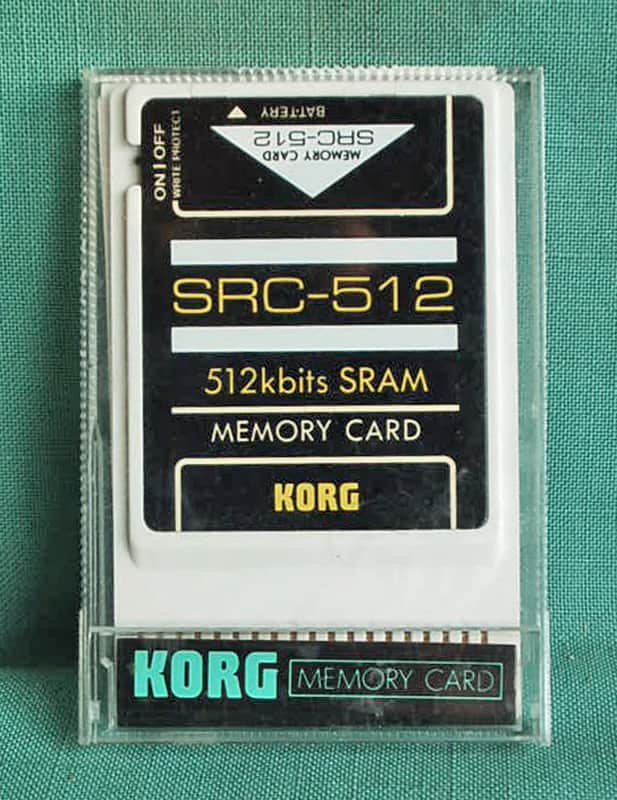 BATTERY
SRC-512
MEMORY CARD
ON | OFF
WRITE PROTECT
SRC-512
512kbits SRAM
MEMORY CARD
KORG
KORG MEMORY CARD